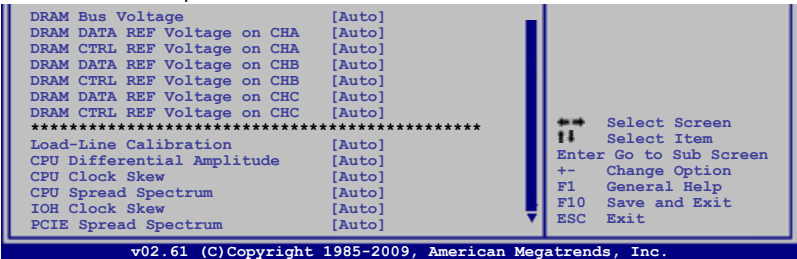 DRAM Bus Voltage [Auto]
DRAM DATA REF Voltage on CHA [Auto]
DRAM CTRL REF Voltage on CHA [Auto]
DRAM DATA REF Voltage on CHB [Auto]
DRAM CTRL REF Voltage on CHB [Auto]
DRAM DATA REF Voltage on CHC [Auto]
DRAM CTRL REF Voltage on CHC [Auto]
***********************************************
Load-Line Calibration [Auto]
CPU Differential Amplitude [Auto]
CPU Clock Skew [Auto]
CPU Spread Spectrum [Auto]
IOH Clock Skew [Auto]
PCIE Spread Spectrum [Auto]
←→ Select Screen
↑↓ Select Item
Enter Go to Sub Screen
+- Change Option
F1 General Help
F10 Save and Exit
ESC Exit
v02.61 (C)Copyright 1985-2009, American Megatrends, Inc.